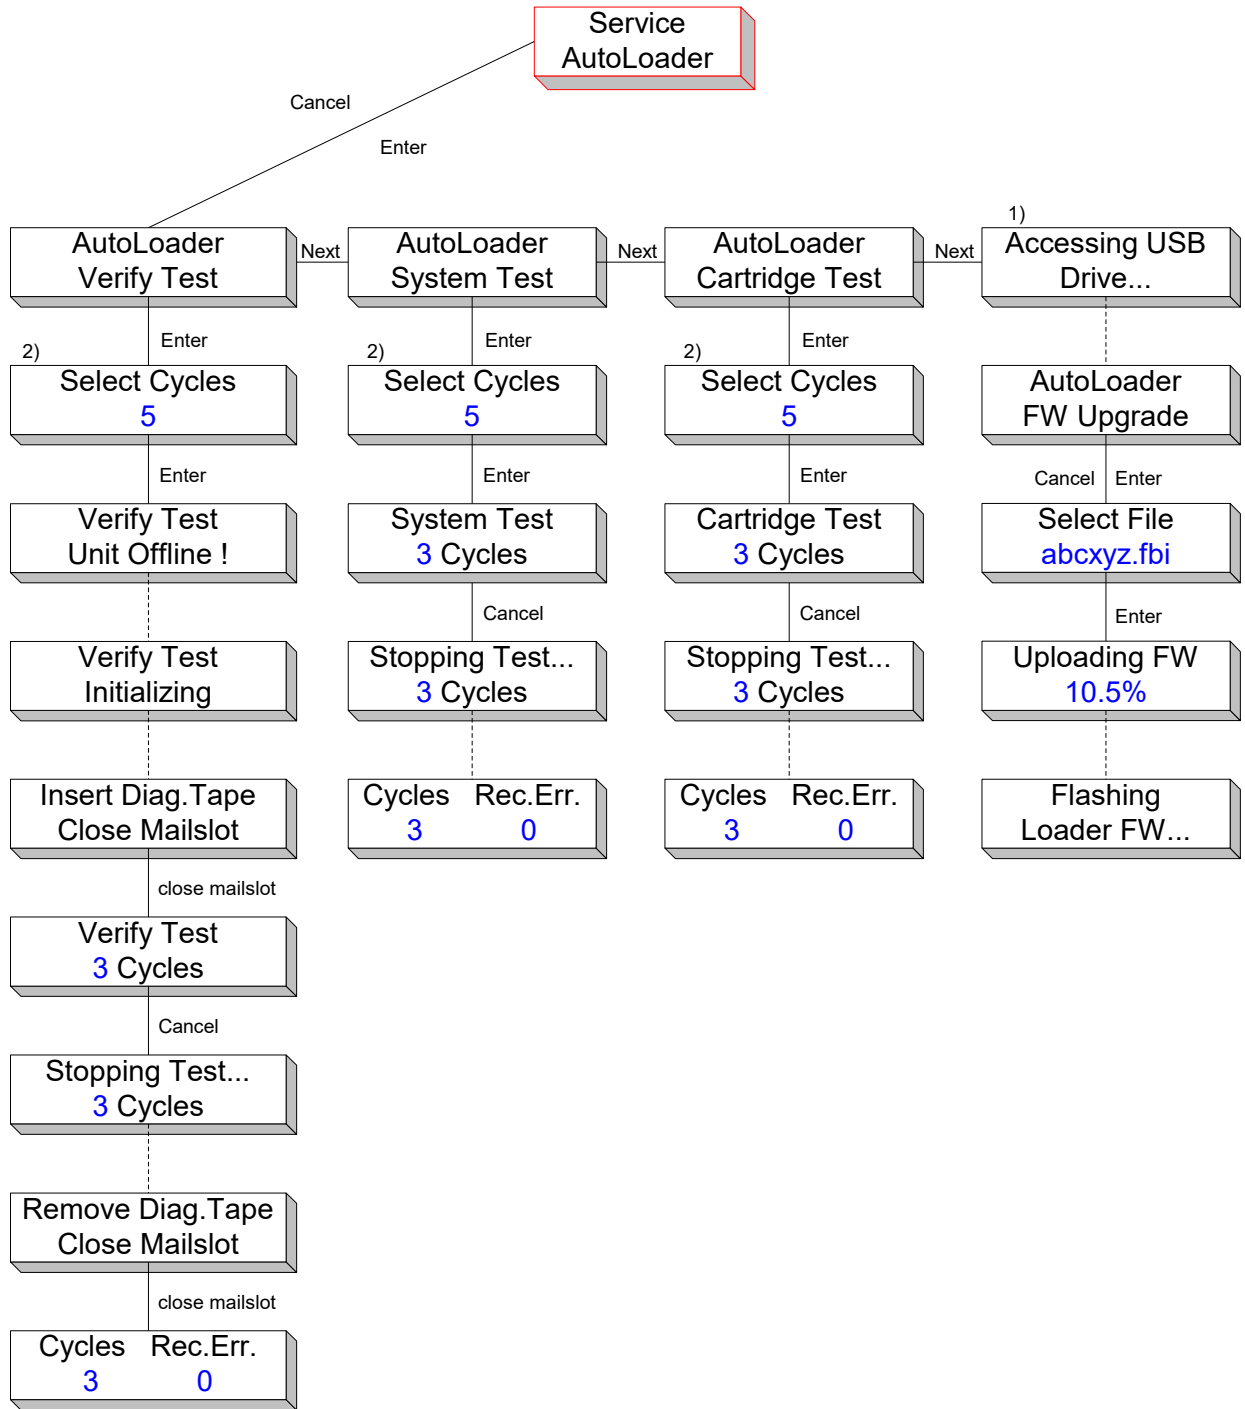 Service
AutoLoader
Cancel
Enter
1)
AutoLoader
Verify Test
Next
AutoLoader
System Test
Next
AutoLoader
Cartridge Test
Next
Accessing USB
Drive...
Enter
Enter
Enter
2)
Select Cycles
5
2)
Select Cycles
5
2)
Select Cycles
5
AutoLoader
FW Upgrade
Enter
Enter
Enter
Cancel
Enter
Verify Test
Unit Offline !
System Test
3 Cycles
Cartridge Test
3 Cycles
Select File
abcxyz.fbi
Cancel
Cancel
Enter
Verify Test
Initializing
Stopping Test...
3 Cycles
Stopping Test...
3 Cycles
Uploading FW
10.5%
Insert Diag.Tape
Close Mailslot
Cycles Rec.Err.
3 0
Cycles Rec.Err.
3 0
Flashing
Loader FW...
close mailslot
Verify Test
3 Cycles
Cancel
Stopping Test...
3 Cycles
Remove Diag.Tape
Close Mailslot
close mailslot
Cycles Rec.Err.
3 0